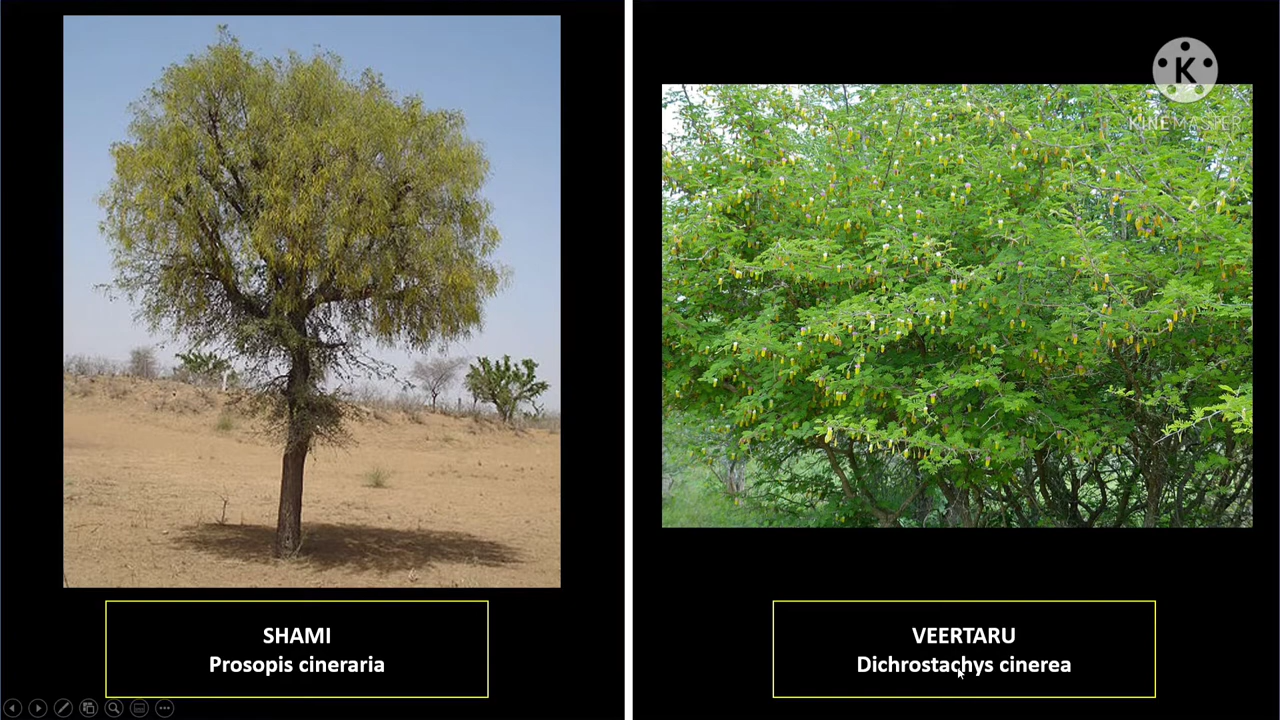 K
KINEMASTER
SHAMI
Prosopis cineraria
VEERTARU
Dichrostachys cinerea